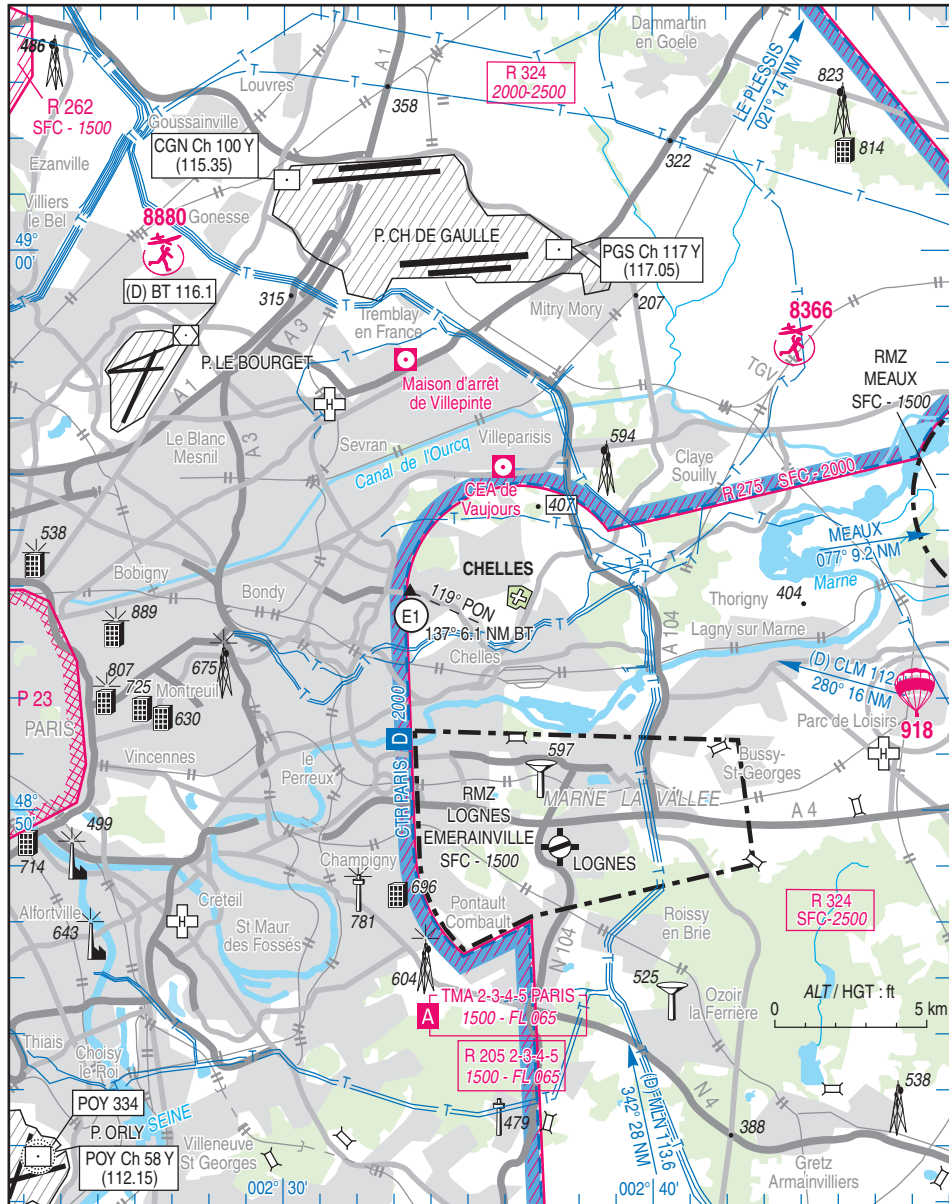 Dammartin
en Goele
486
A 1
R 262
SFC - 1500
Louvres
R 324
2000-2500
LE PLESSIS
021° 14 NM
823
814
358
Goussainville
CGN Ch 100 Y
(115.35)
Ezanville
Villiers
le Bel
322
8880
Gonesse
P. CH DE GAULLE
PGS Ch 117 Y
(117.05)
49°
00'
(D) BT 116.1
315
A 3
Tremblay
en France
Mitry Mory
207
8366
P. LE BOURGET
A 1
Maison d'arrêt
de Villepinte
TGV
RMZ
MEAUX
SFC - 1500
Le Blanc
Mesnil
A 3
Sevran
Canal de l'Ourcq
Villeparisis
594
Claye
Souilly
CEA de
Vaujours
407
R 275 SFC - 2000
538
MEAUX
077° 9.2 NM
Marne
Bobigny
Bondy
CHELLES
119° PON
E1
137° 6.1 NM BT
Thorigny
404
889
A 104
Lagny sur Marne
Chelles
675
807
725
Montreuil
630
P 23
PARIS
(D) CLM 112
280° 16 NM
918
Parc de Loisirs
D
CTR PARIS
2000
Vincennes
le
Perreux
597
Bussy-
St Georges
MARNE LA VALLEE
A 4
48°
50'
499
714
RMZ
LOGNES
EMERAINVILLE
SFC - 1500
LOGNES
Champigny
696
781
Pontault
Combault
R 324
SFC-2500
Alfortville
643
Créteil
St Maur
des Fossés
Roissy
en Brie
N 104
604
525
Ozoir
la Ferrière
ALT / HGT : ft
0
5 km
A
TMA 2-3-4-5 PARIS
1500 - FL 065
R 205 2-3-4-5
1500 - FL 065
Thiais
Choisy
le Roi
(D) MEN 113.6
342° 28 NM
N 4
538
POY 334
SEINE
P. ORLY
POY Ch 58 Y
(112.15)
479
388
Villeneuve
St Georges
Gretz
Armainvilliers
002° 30'
002° 40'